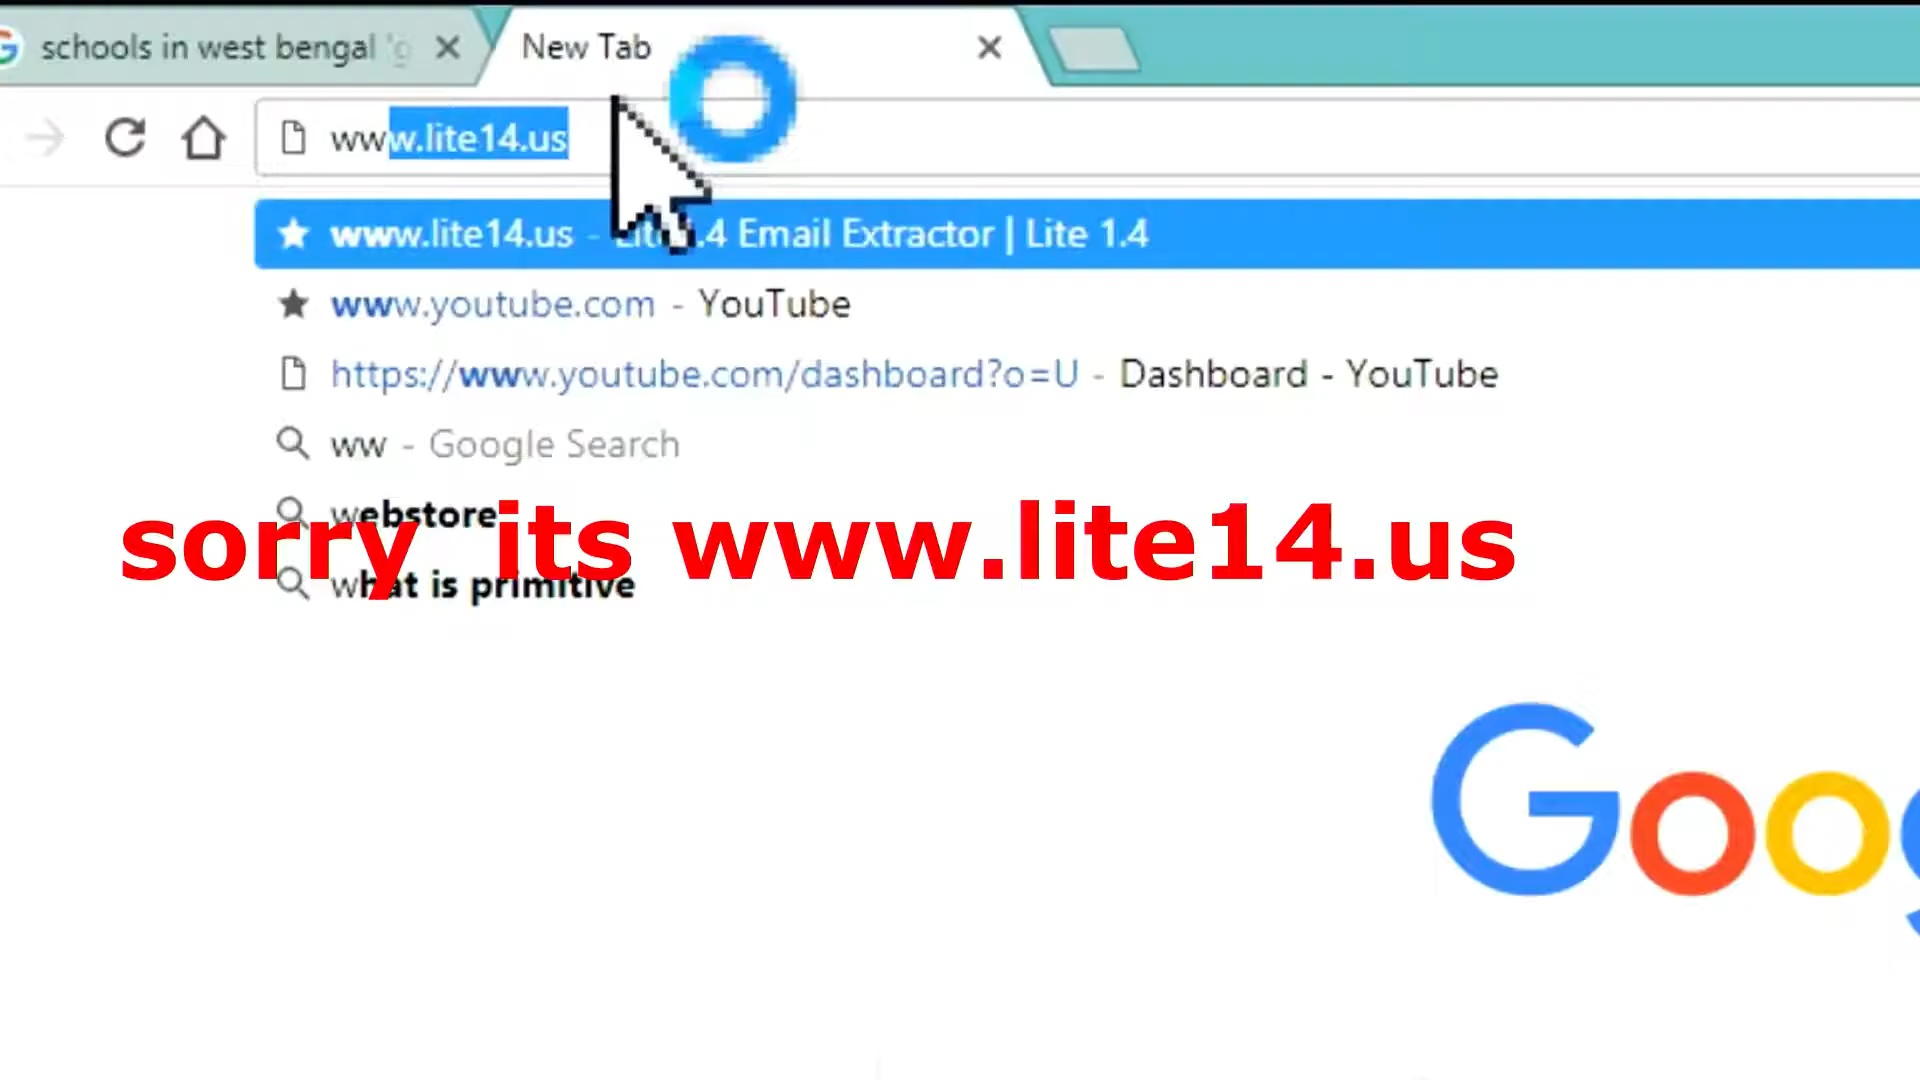 schools in west bengal 'g
New Tab
www.lite14.us
www.lite14.us - Lite 1.4 Email Extractor | Lite 1.4
www.youtube.com - YouTube
https://www.youtube.com/dashboard?o=U - Dashboard - YouTube
ww - Google Search
webstore
sorry its www.lite14.us
what is primitive
Goog